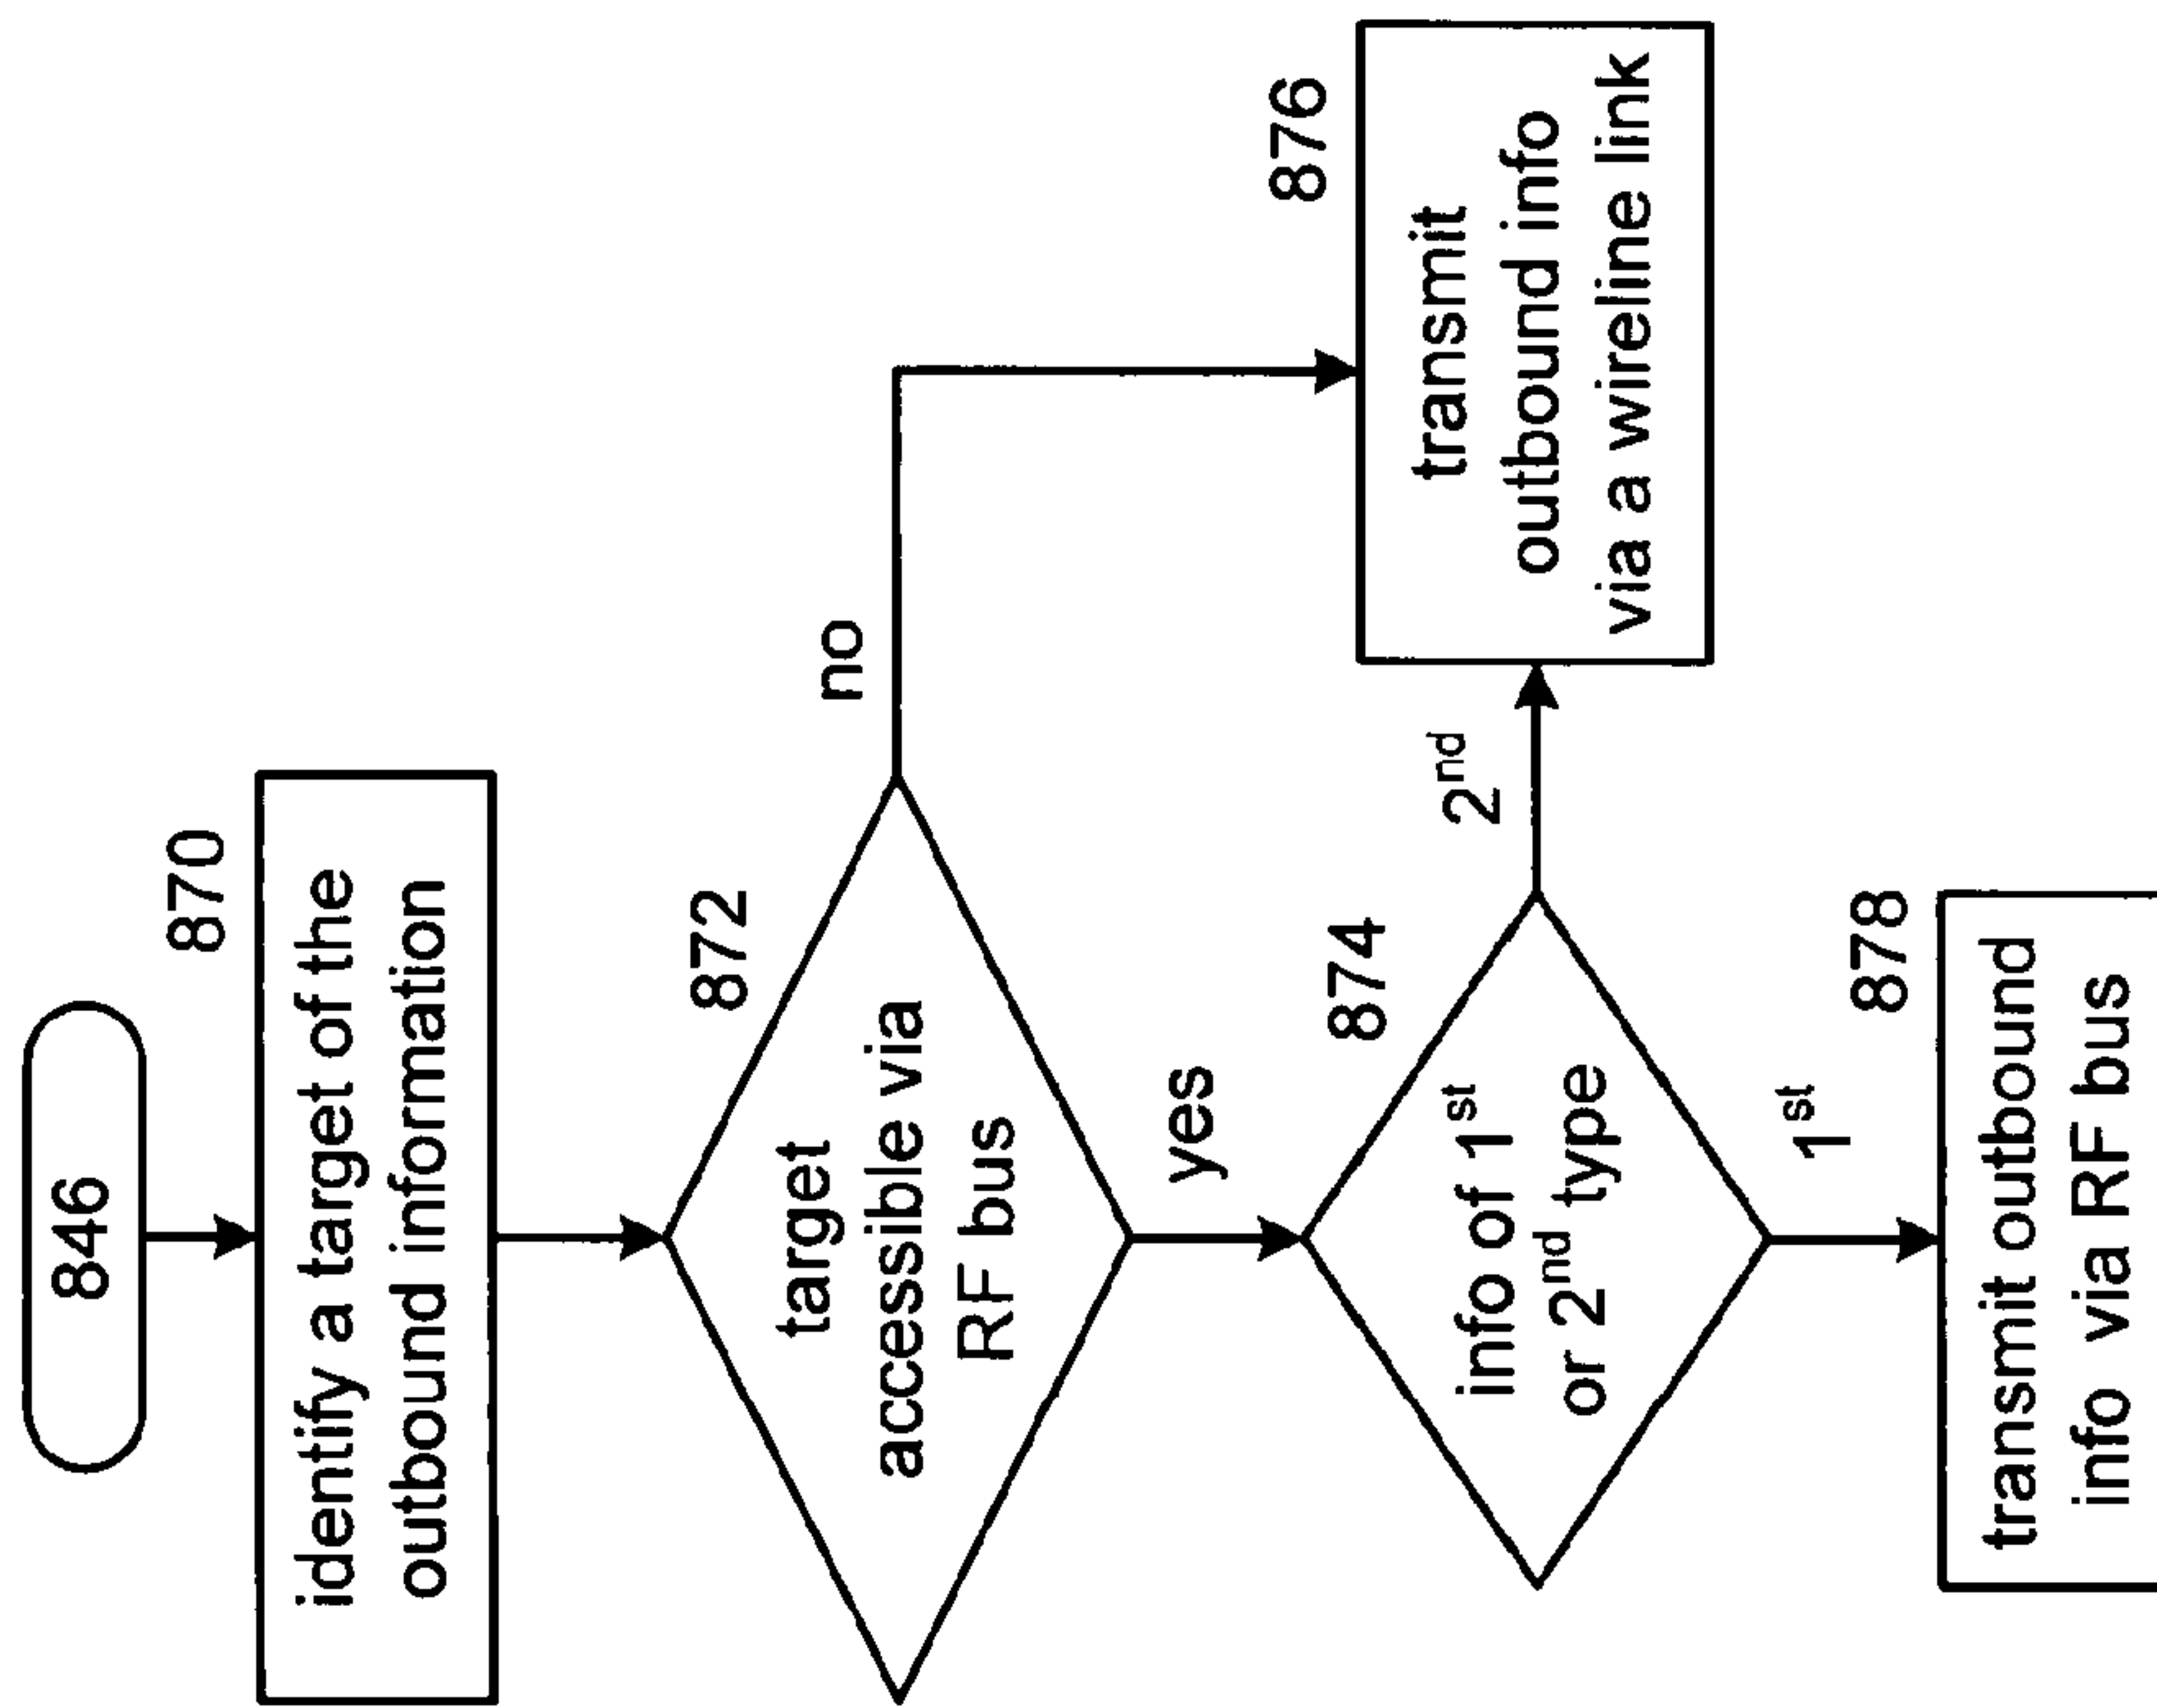 846
870
identify a target of the
outbound information
872
target
accessible via
RF bus
no
yes
874
info of 1st
or 2nd type
2nd
876
transmit
outbound info
via a wireline link
1st
878
transmit outbound
info via RF bus